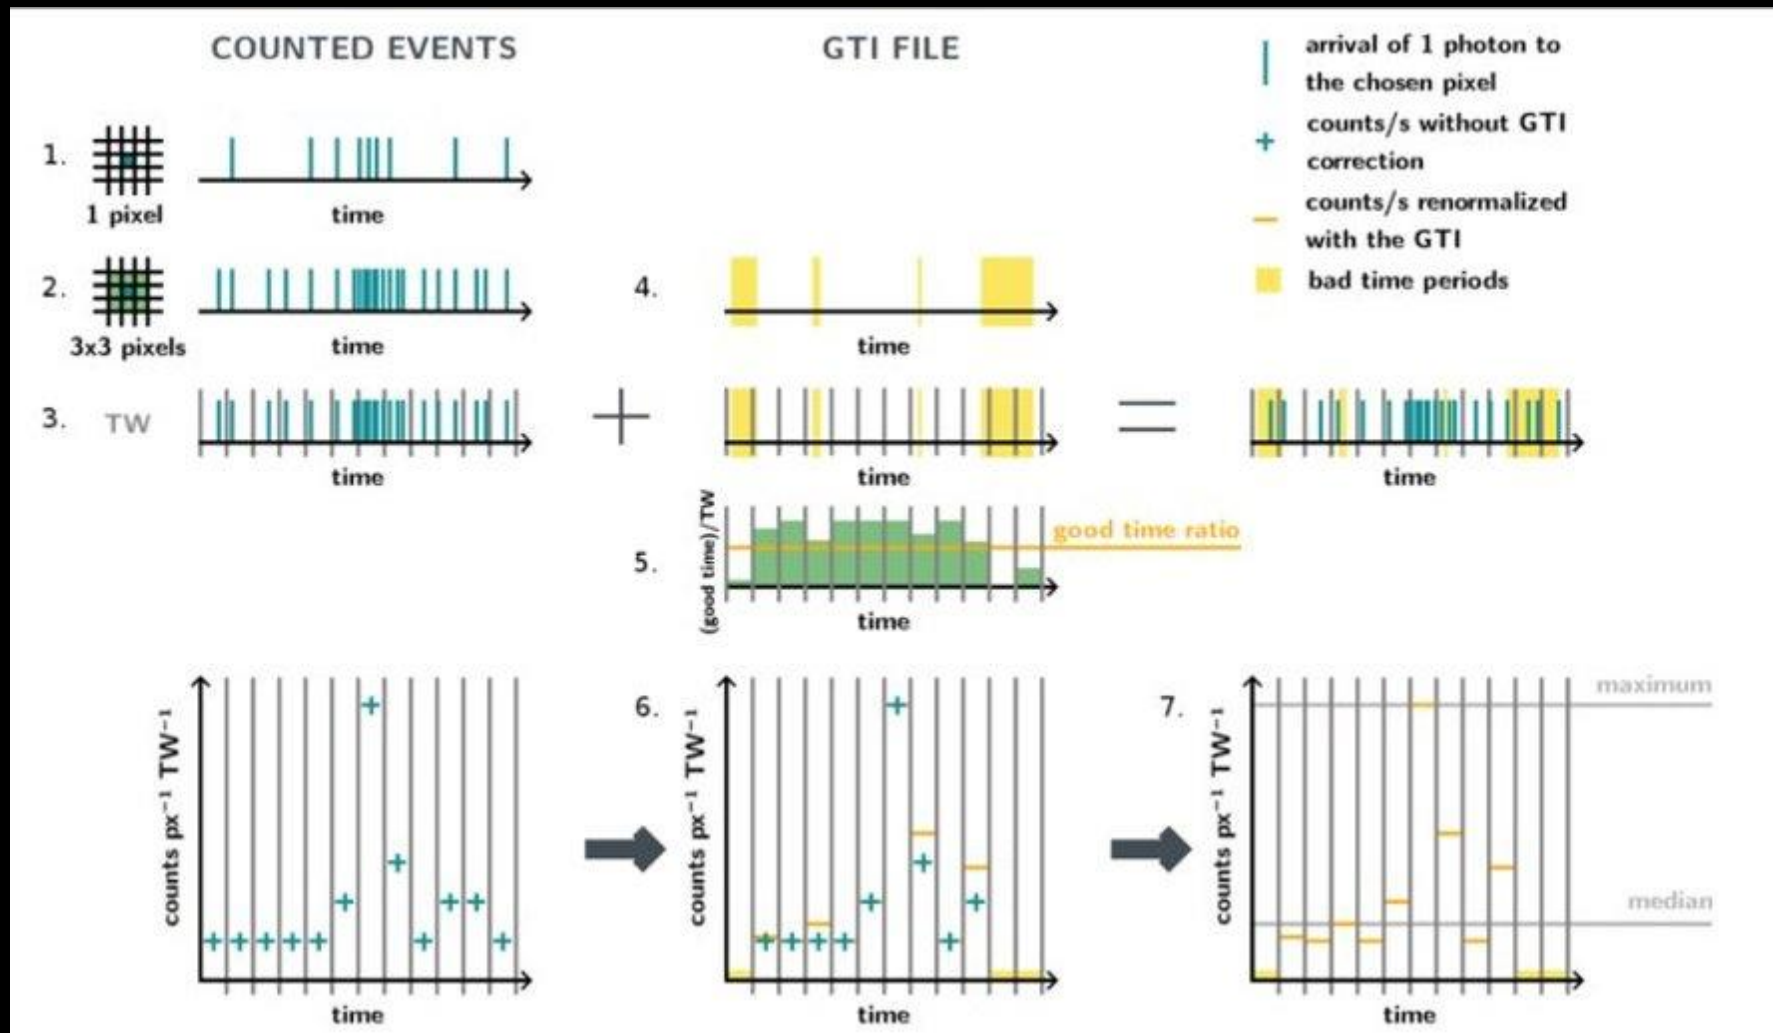 COUNTED EVENTS
GTI FILE
arrival of 1 photon to
the chosen pixel
counts/s without GTI
correction
counts/s renormalized
with the GTI
bad time periods
1.
1 pixel
time
2.
3x3 pixels
time
4.
time
3.
TW
time
+
time
=
time
5.
(good time)/TW
good time ratio
time
counts px⁻¹ TW⁻¹
time
6.
counts px⁻¹ TW⁻¹
time
7.
counts px⁻¹ TW⁻¹
maximum
median
time